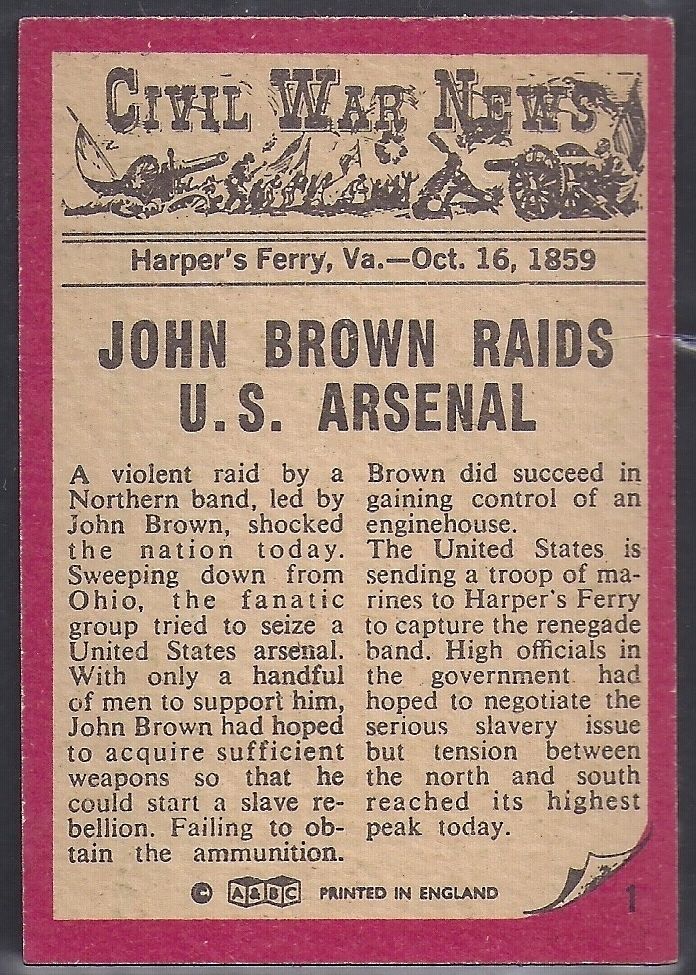 CIVIL WAR NEWS
Harper's Ferry, Va.—Oct. 16, 1859
JOHN BROWN RAIDS
U.S. ARSENAL
A violent raid by a
Northern band, led by
John Brown, shocked
the nation today.
Sweeping down from
Ohio, the fanatic
group tried to seize a
United States arsenal.
With only a handful
of men to support him,
John Brown had hoped
to acquire sufficient
weapons so that he
could start a slave re-
bellion. Failing to ob-
tain the ammunition.
Brown did succeed in
gaining control of an
enginehouse.
The United States is
sending a troop of ma-
rines to Harper's Ferry
to capture the renegade
band. High officials in
the government had
hoped to negotiate the
serious slavery issue
but tension between
the north and south
reached its highest
peak today.
© A&BC PRINTED IN ENGLAND
1